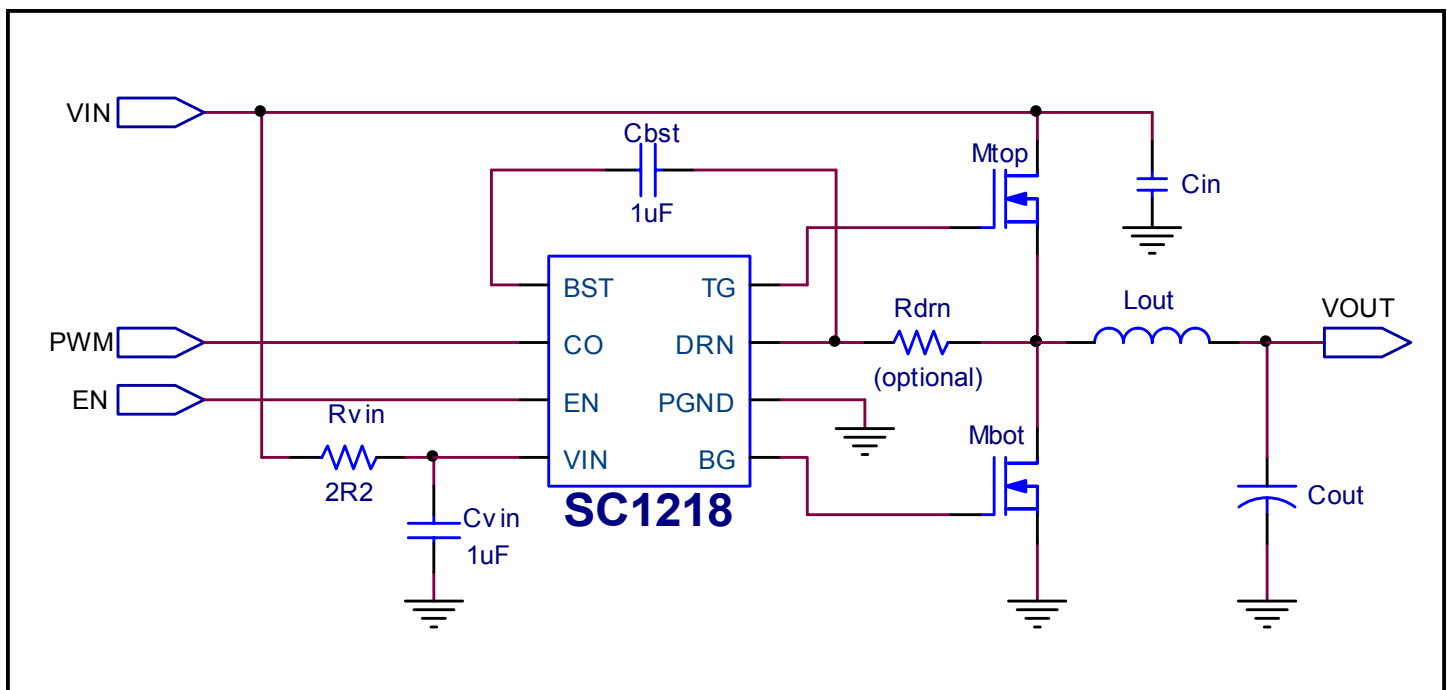 VIN
Cbst
1uF
Mtop
Cin
BST
TG
Rdrn
(optional)
Lout
VOUT
PWM
CO
DRN
EN
EN
PGND
Rvin
2R2
VIN
BG
Mbot
SC1218
Cvin
1uF
Cout